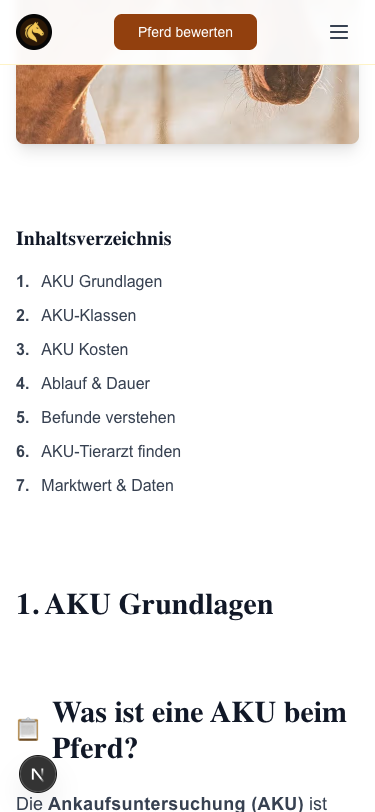 Pferd bewerten
Inhaltsverzeichnis
1. AKU Grundlagen
2. AKU-Klassen
3. AKU Kosten
4. Ablauf & Dauer
5. Befunde verstehen
6. AKU-Tierarzt finden
7. Marktwert & Daten
1. AKU Grundlagen
Was ist eine AKU beim
Pferd?
N
Die Ankaufsuntersuchung (AKU) ist